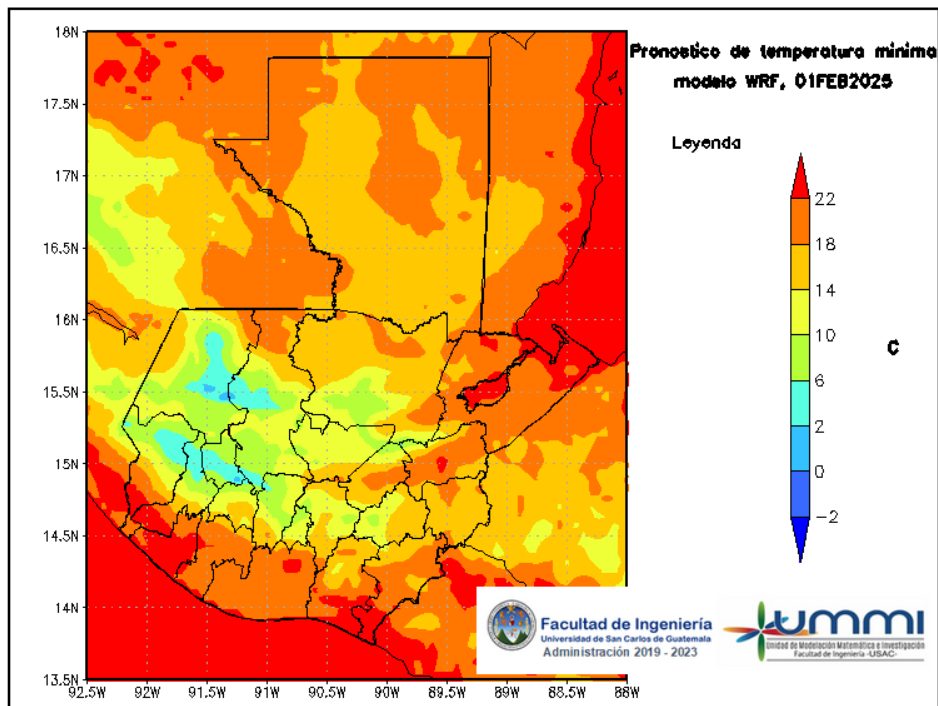 Pronostico de temperatura minima
modelo WRF, 01FEB2025
Leyenda
22
18
14
10
6
2
0
−2
C
18N
17.5N
17N
16.5N
16N
15.5N
15N
14.5N
14N
13.5N
92.5W
92W
91.5W
91W
90.5W
90W
89.5W
89W
88.5W
88W
Facultad de Ingeniería
Universidad de San Carlos de Guatemala
Administración 2019 - 2023
ummi
Unidad de Modelación Matemática e Investigación
Facultad de Ingeniería -USAC-